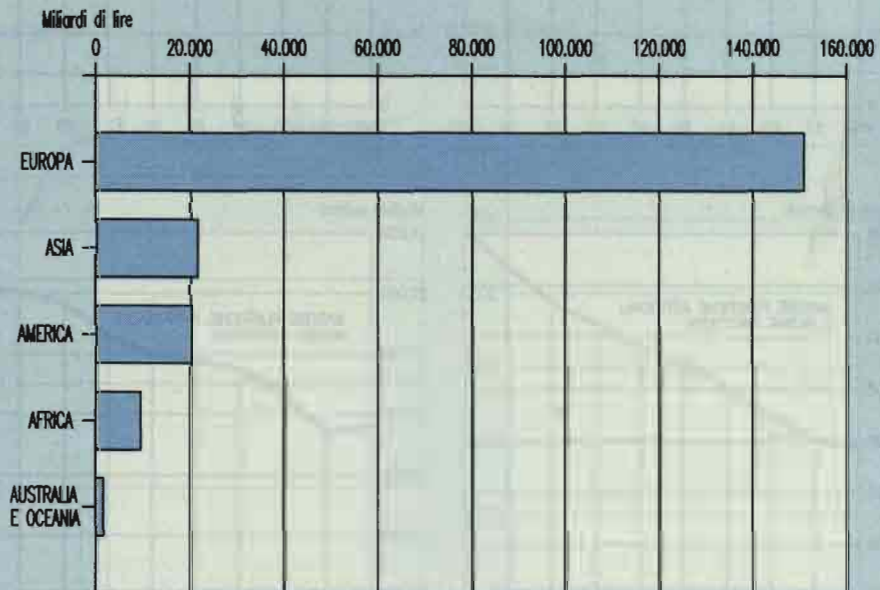 Miliardi di lire
0 20.000 40.000 60.000 80.000 100.000 120.000 140.000 160.000
EUROPA
ASIA
AMERICA
AFRICA
AUSTRALIA
E OCEANIA